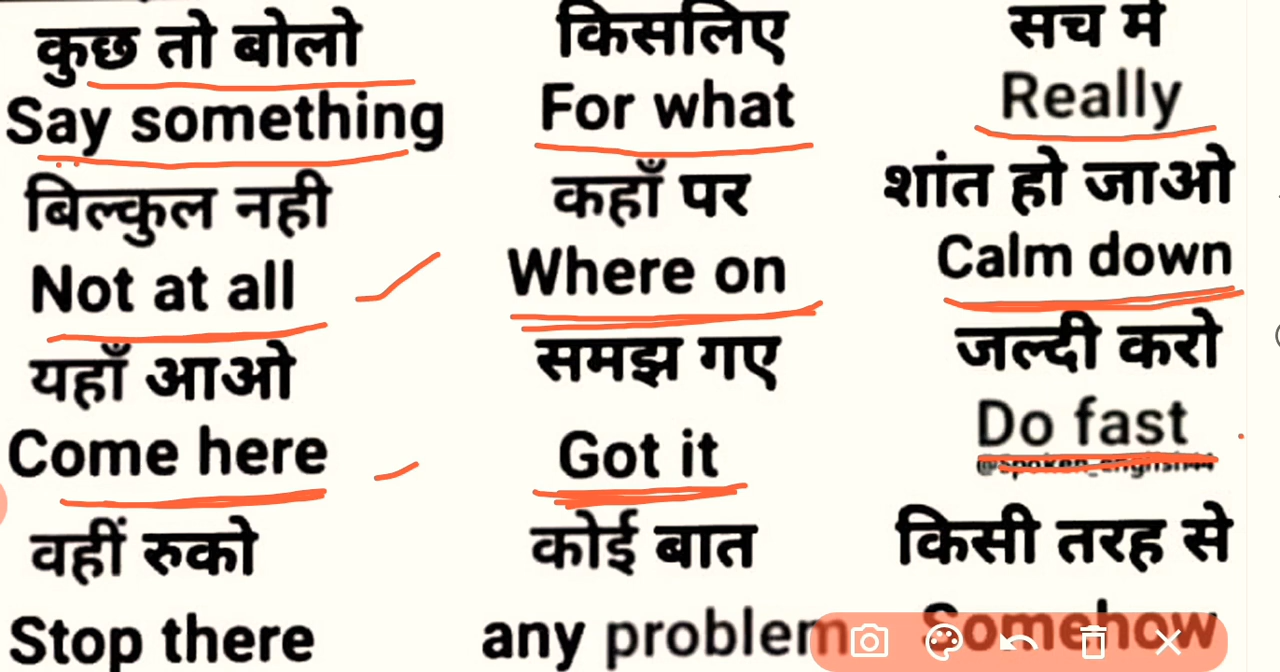 कुछ तो बोलो
Say something
बिल्कुल नही
Not at all
यहाँ आओ
Come here
वहीं रुको
Stop there
किसलिए
For what
कहाँ पर
Where on
समझ गए
Got it
कोई बात
any problem
सच मे
Really
शांत हो जाओ
Calm down
जल्दी करो
Do fast
किसी तरह से
Somehow